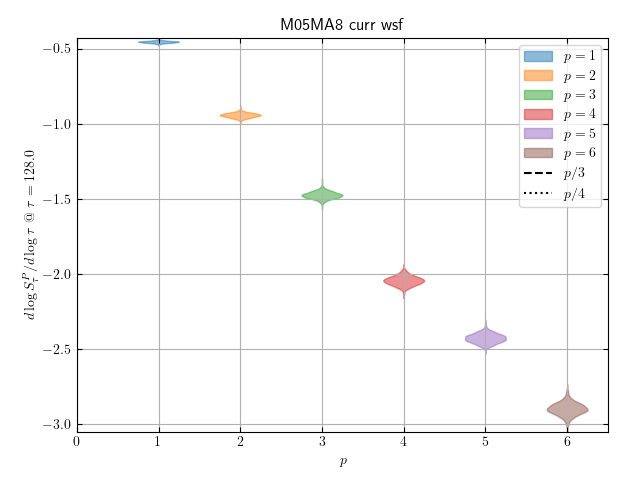 M05MA8 curr wsf
d log S_τ^P / d log τ @ τ = 128.0
−0.5
−1.0
−1.5
−2.0
−2.5
−3.0
0 1 2 3 4 5 6
p
p = 1
p = 2
p = 3
p = 4
p = 5
p = 6
p/3
p/4